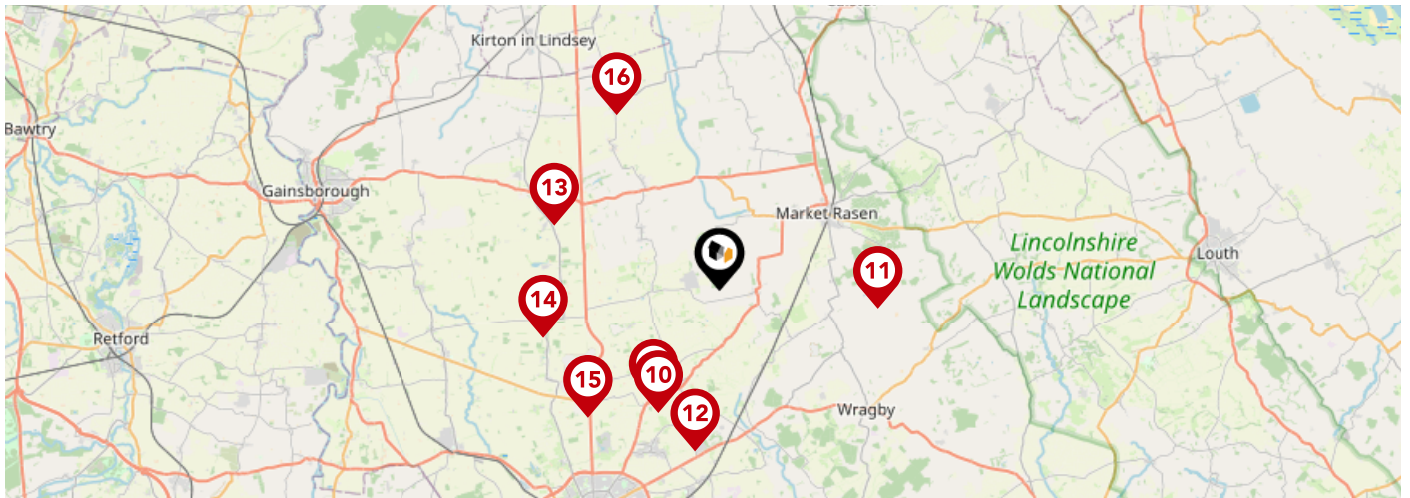 Kirton in Lindsey
16
Bawtry
13
Gainsborough
Market Rasen
11
Lincolnshire
Wolds National
Landscape
Louth
14
Retford
15
10
12
Wragby